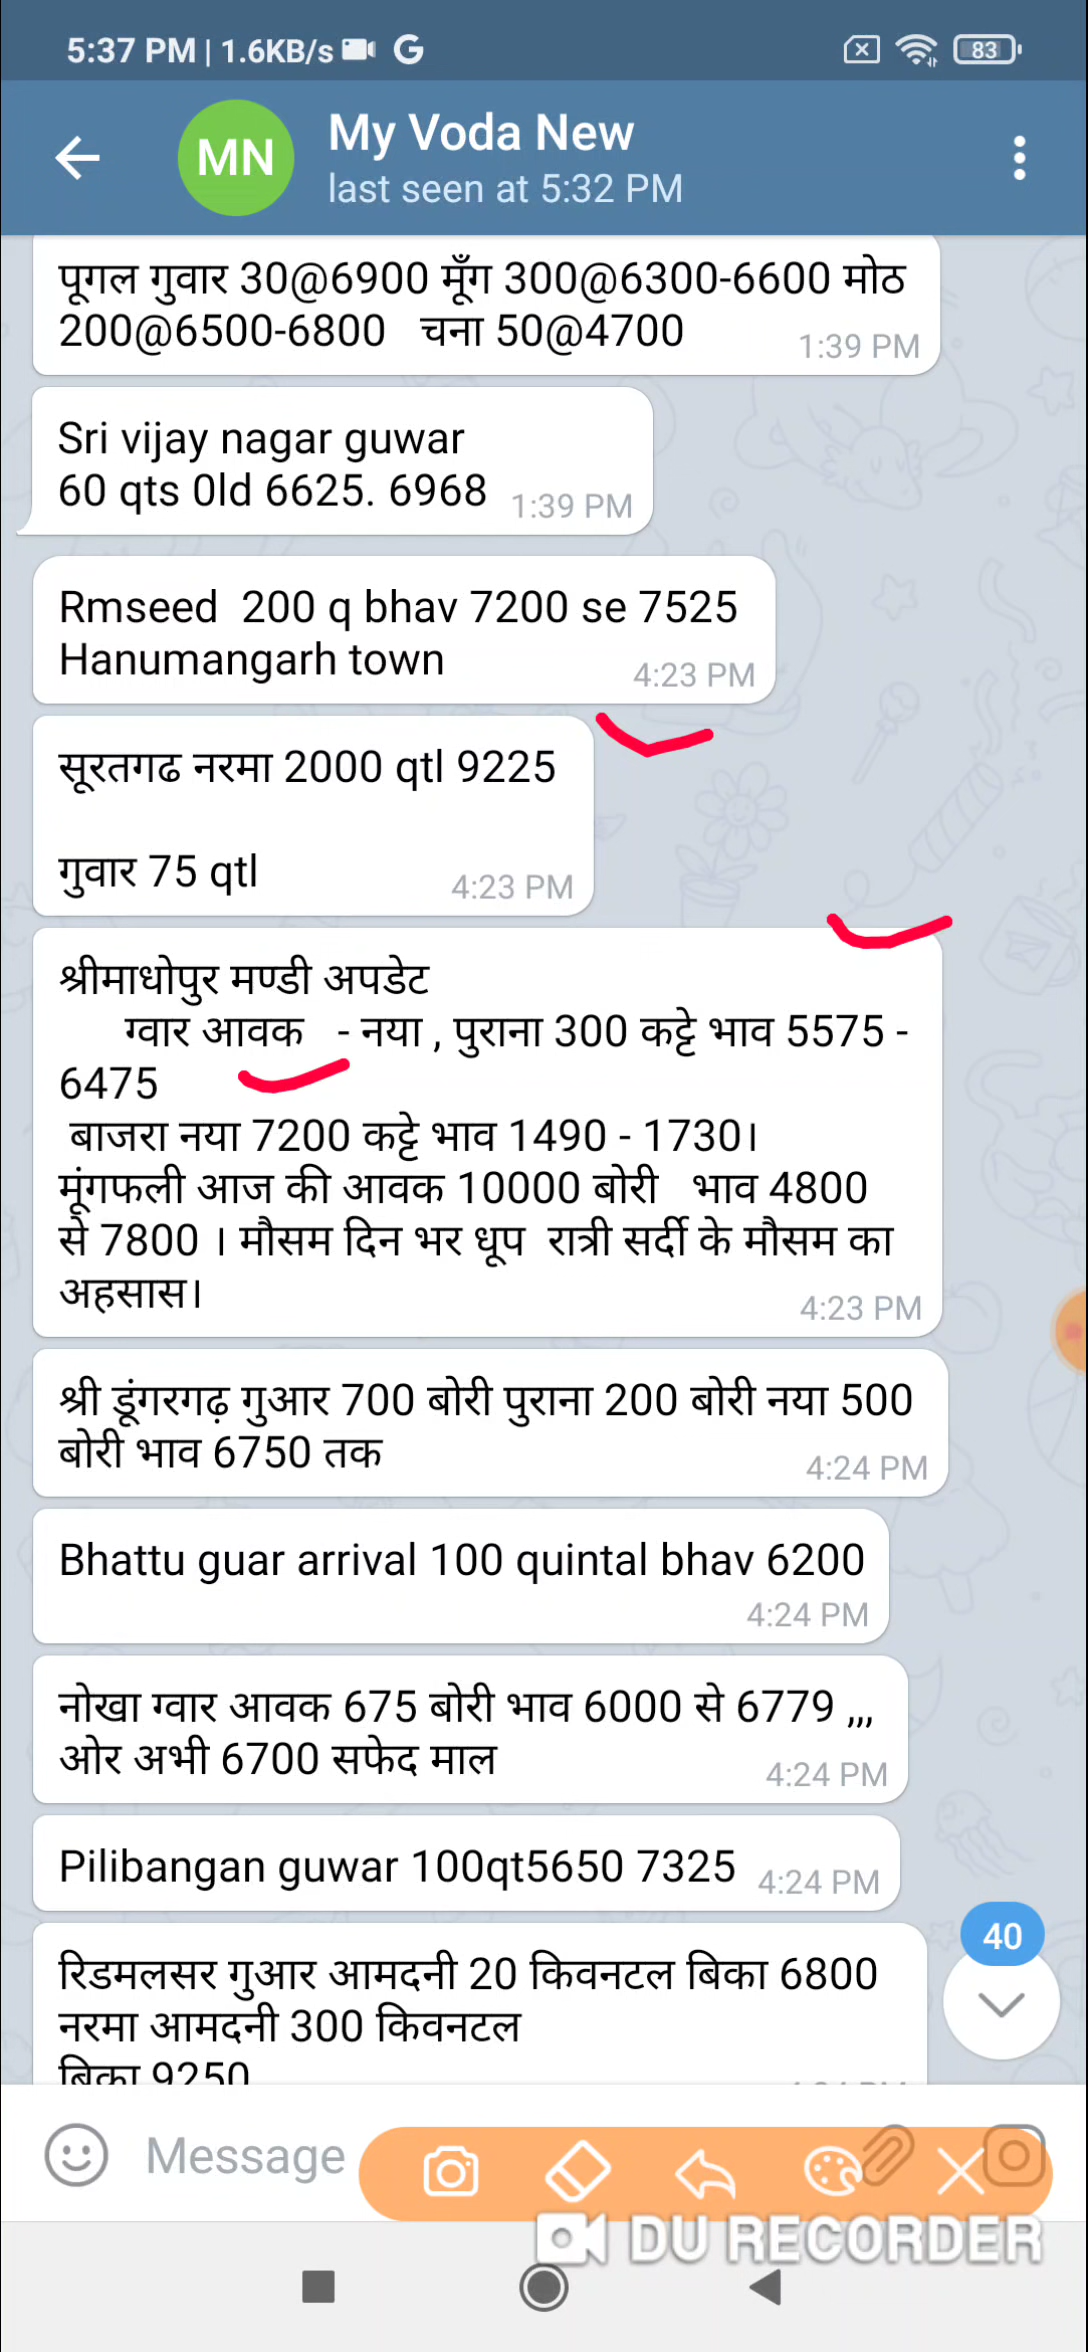 5:37 PM | 1.6KB/s
83
MN
My Voda New
last seen at 5:32 PM
पूगल गुवार 30@6900 मूँग 300@6300-6600 मोठ
200@6500-6800 चना 50@4700
1:39 PM
Sri vijay nagar guwar
60 qts 0ld 6625. 6968
1:39 PM
Rmseed 200 q bhav 7200 se 7525
Hanumangarh town
4:23 PM
सूरतगढ नरमा 2000 qtl 9225
गुवार 75 qtl
4:23 PM
श्रीमाधोपुर मण्डी अपडेट
ग्वार आवक - नया , पुराना 300 कट्टे भाव 5575 -
6475
बाजरा नया 7200 कट्टे भाव 1490 - 1730।
मूंगफली आज की आवक 10000 बोरी भाव 4800
से 7800 । मौसम दिन भर धूप रात्री सर्दी के मौसम का
अहसास।
4:23 PM
श्री डूंगरगढ़ गुआर 700 बोरी पुराना 200 बोरी नया 500
बोरी भाव 6750 तक
4:24 PM
Bhattu guar arrival 100 quintal bhav 6200
4:24 PM
नोखा ग्वार आवक 675 बोरी भाव 6000 से 6779 ,,,
ओर अभी 6700 सफेद माल
4:24 PM
Pilibangan guwar 100qt5650 7325
4:24 PM
रिडमलसर गुआर आमदनी 20 किवनटल बिका 6800
नरमा आमदनी 300 किवनटल
बिका 9250
40
Message
DU RECORDER